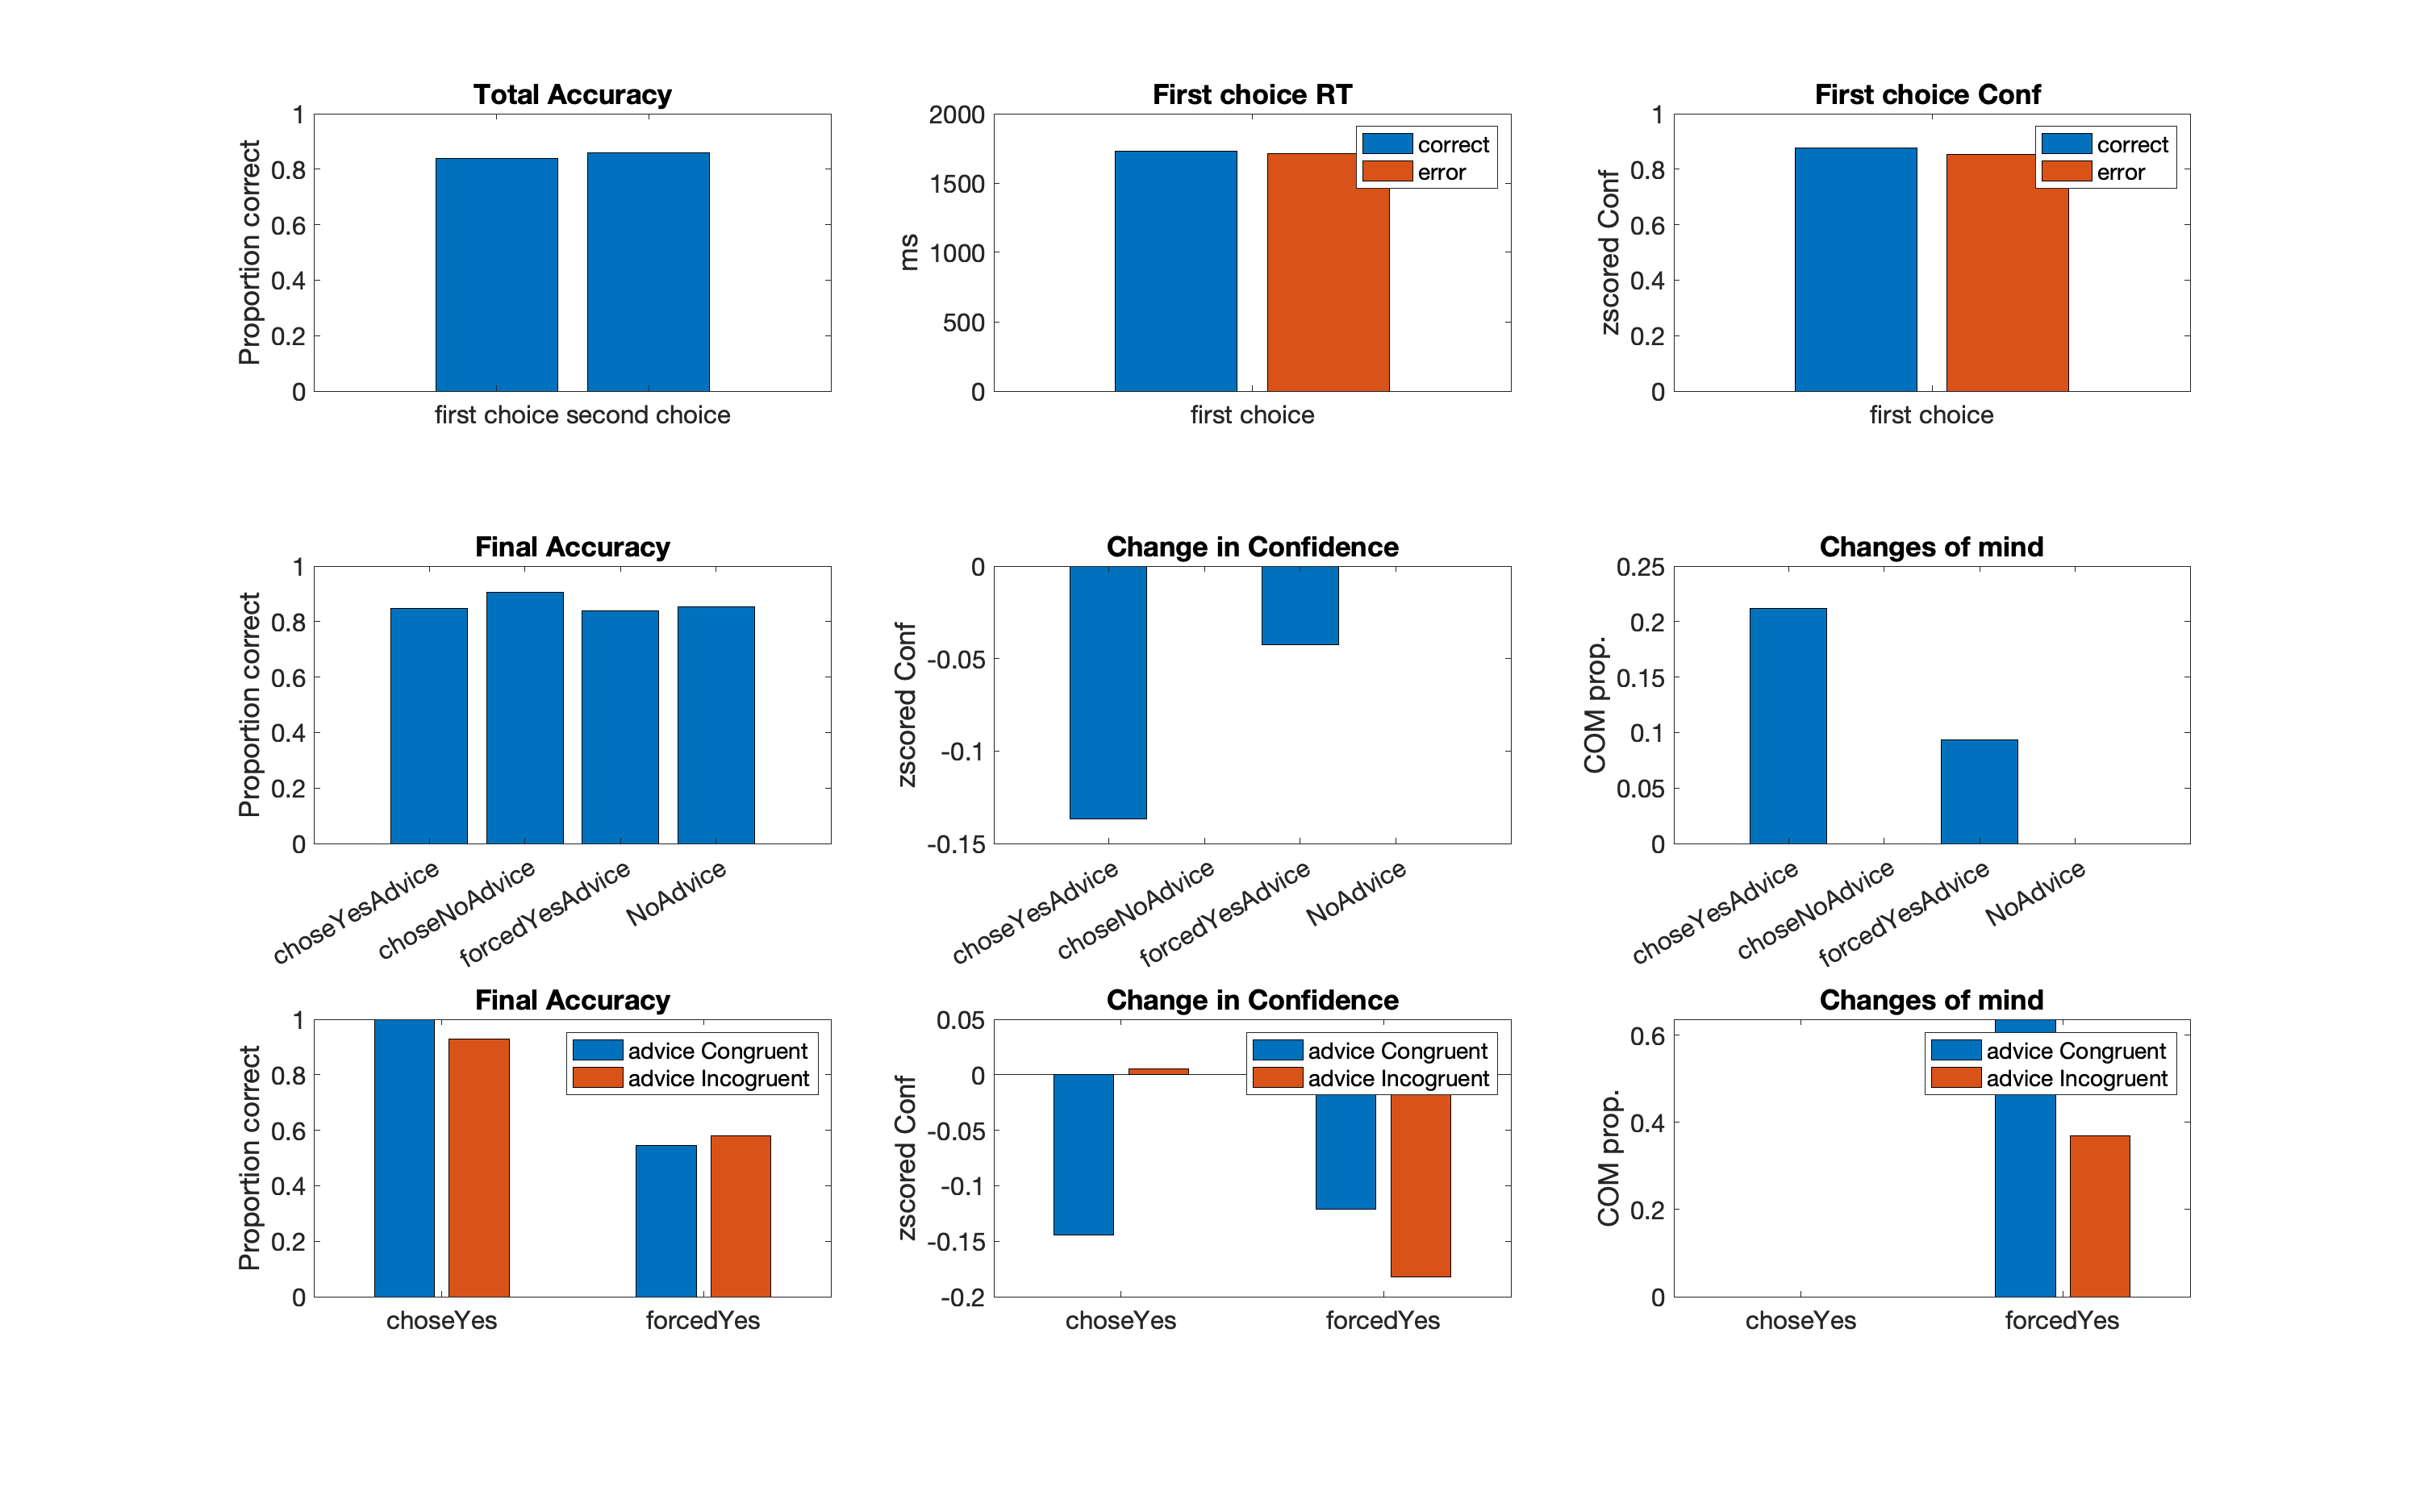 Total Accuracy
1
0.8
0.6
0.4
0.2
0
Proportion correct
first choice second choice
First choice RT
2000
1500
1000
500
0
ms
correct
error
first choice
First choice Conf
1
0.8
0.6
0.4
0.2
0
zscored Conf
correct
error
first choice
Final Accuracy
1
0.8
0.6
0.4
0.2
0
Proportion correct
choseYesAdvice
choseNoAdvice
forcedYesAdvice
NoAdvice
Change in Confidence
0
-0.05
-0.1
-0.15
zscored Conf
choseYesAdvice
choseNoAdvice
forcedYesAdvice
NoAdvice
Changes of mind
0.25
0.2
0.15
0.1
0.05
0
COM prop.
choseYesAdvice
choseNoAdvice
forcedYesAdvice
NoAdvice
Final Accuracy
1
0.8
0.6
0.4
0.2
0
Proportion correct
advice Congruent
advice Incogruent
choseYes
forcedYes
Change in Confidence
0.05
0
-0.05
-0.1
-0.15
-0.2
zscored Conf
advice Congruent
advice Incogruent
choseYes
forcedYes
Changes of mind
0.6
0.4
0.2
0
COM prop.
advice Congruent
advice Incogruent
choseYes
forcedYes